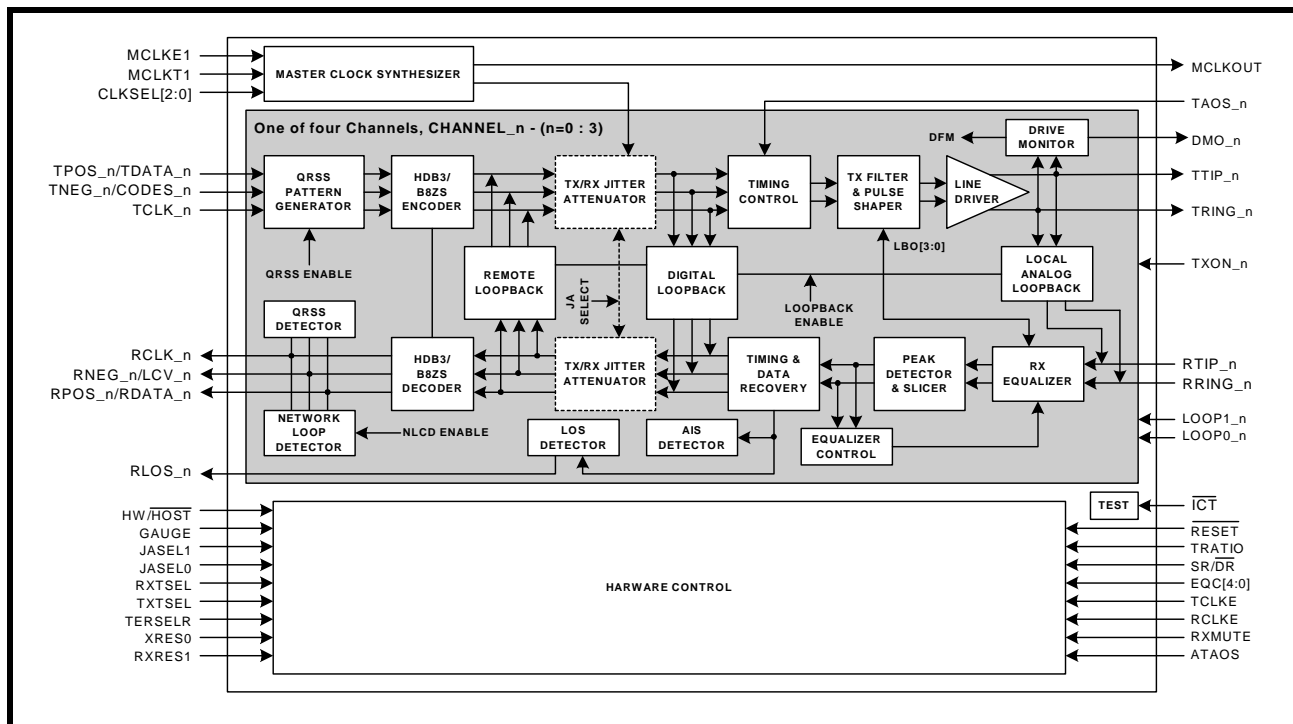 MCLKE1
MCLKT1
CLKSEL[2:0]
MASTER CLOCK SYNTHESIZER
MCLKOUT
TAOS_n
One of four Channels, CHANNEL_n - (n=0 : 3)
DFM
DRIVE
MONITOR
DMO_n
TPOS_n/TDATA_n
TNEG_n/CODES_n
TCLK_n
QRSS
PATTERN
GENERATOR
HDB3/
B8ZS
ENCODER
TX/RX JITTER
ATTENUATOR
TIMING
CONTROL
TX FILTER
& PULSE
SHAPER
LINE
DRIVER
TTIP_n
TRING_n
QRSS ENABLE
REMOTE
LOOPBACK
JA
SELECT
DIGITAL
LOOPBACK
LBO[3:0]
LOOPBACK
ENABLE
LOCAL
ANALOG
LOOPBACK
TXON_n
QRSS
DETECTOR
RCLK_n
RNEG_n/LCV_n
RPOS_n/RDATA_n
HDB3/
B8ZS
DECODER
TX/RX JITTER
ATTENUATOR
TIMING &
DATA
RECOVERY
PEAK
DETECTOR
& SLICER
RX
EQUALIZER
RTIP_n
RRING_n
NETWORK
LOOP
DETECTOR
NLCD ENABLE
LOS
DETECTOR
AIS
DETECTOR
EQUALIZER
CONTROL
LOOP1_n
LOOP0_n
RLOS_n
TEST
ICT
HW/HOST
GAUGE
JASEL1
JASEL0
RXTSEL
TXTSEL
TERSELR
XRES0
RXRES1
HARWARE CONTROL
RESET
TRATIO
SR/DR
EQC[4:0]
TCLKE
RCLKE
RXMUTE
ATAOS